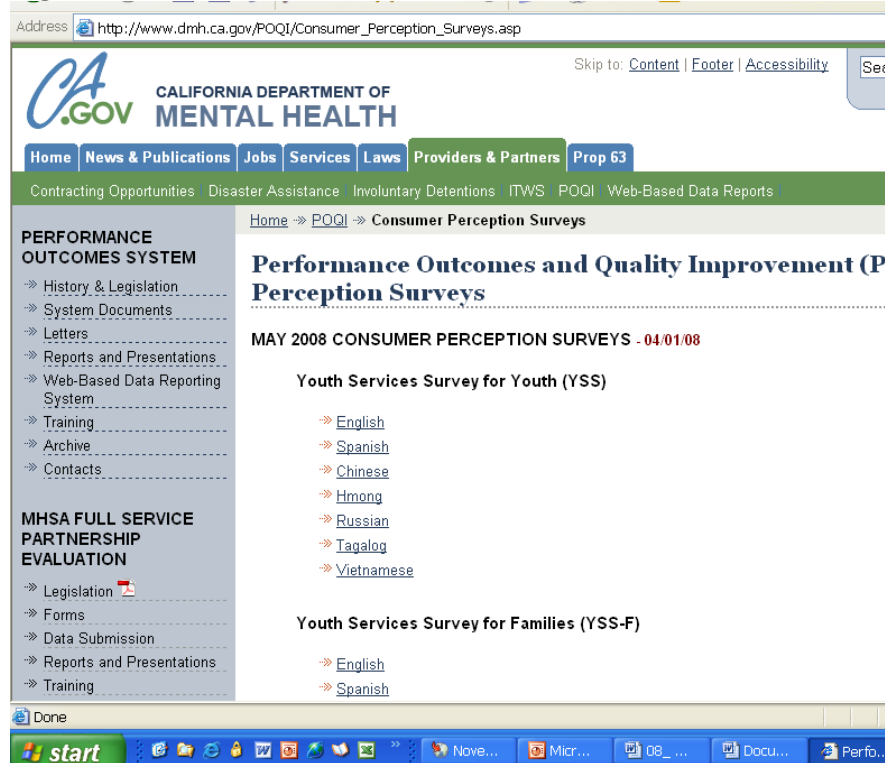 Address http://www.dmh.ca.gov/POQI/Consumer_Perception_Surveys.asp
Skip to: Content | Footer | Accessibility
Sea
CA.GOV
CALIFORNIA DEPARTMENT OF
MENTAL HEALTH
Home News & Publications Jobs Services Laws Providers & Partners Prop 63
Contracting Opportunities Disaster Assistance Involuntary Detentions ITWS POQI Web-Based Data Reports
PERFORMANCE
OUTCOMES SYSTEM
History & Legislation
System Documents
Letters
Reports and Presentations
Web-Based Data Reporting
System
Training
Archive
Contacts
MHSA FULL SERVICE
PARTNERSHIP
EVALUATION
Legislation
Forms
Data Submission
Reports and Presentations
Training
Home POQI Consumer Perception Surveys
Performance Outcomes and Quality Improvement (P
Perception Surveys
MAY 2008 CONSUMER PERCEPTION SURVEYS - 04/01/08
Youth Services Survey for Youth (YSS)
English
Spanish
Chinese
Hmong
Russian
Tagalog
Vietnamese
Youth Services Survey for Families (YSS-F)
English
Spanish
Done
start Nove... Micr... 08_ ... Docu... Perfo...